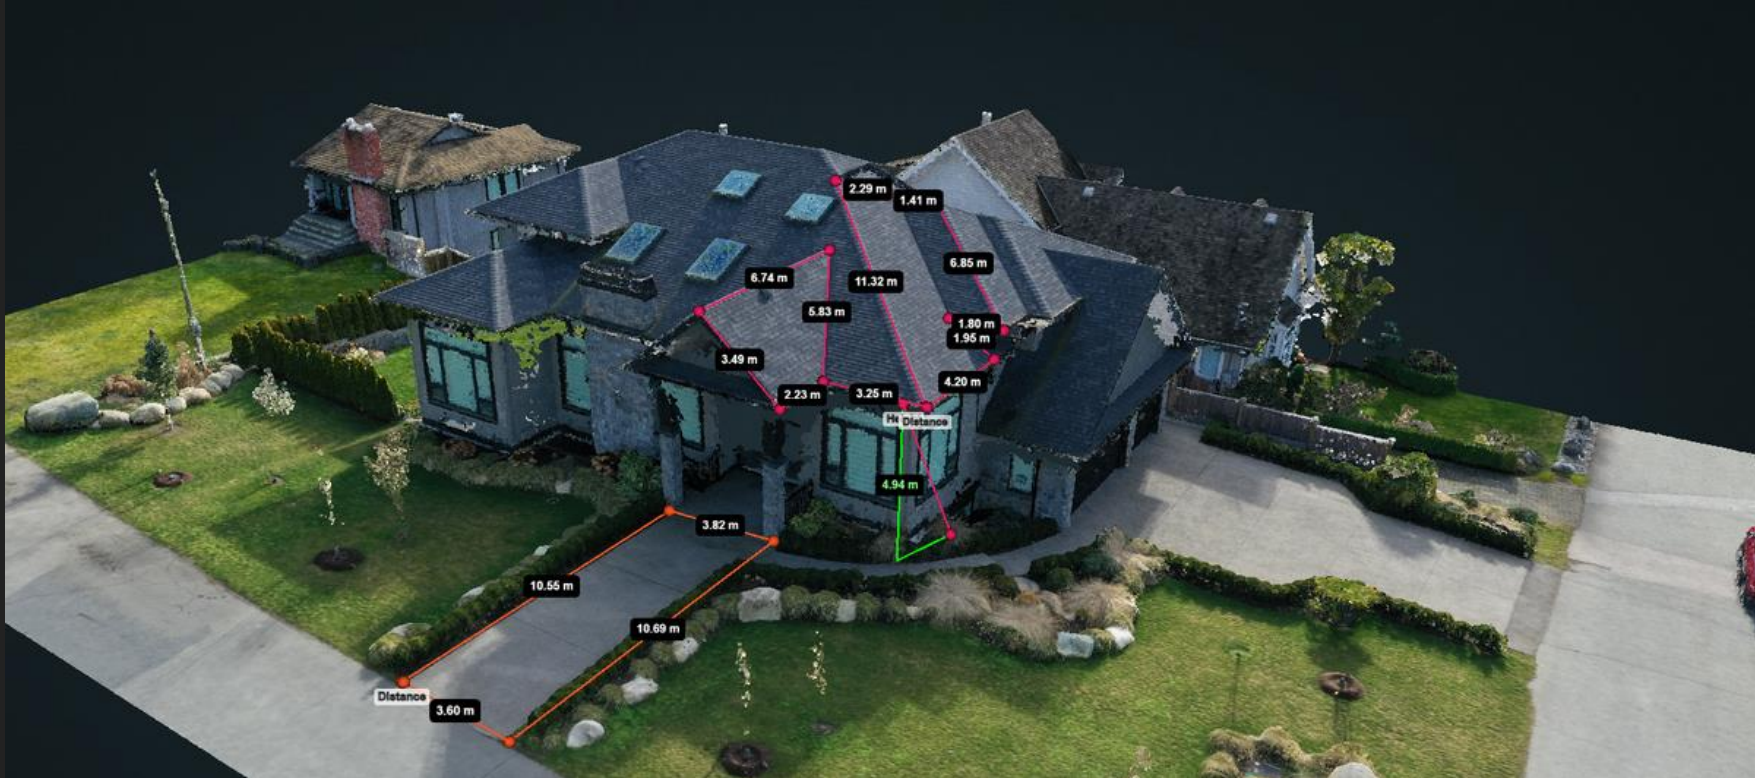 2.29 m
1.41 m
6.85 m
6.74 m
11.32 m
5.83 m
1.80 m
1.95 m
3.49 m
4.20 m
2.23 m
3.25 m
Distance
4.94 m
3.82 m
10.55 m
10.69 m
Distance
3.60 m